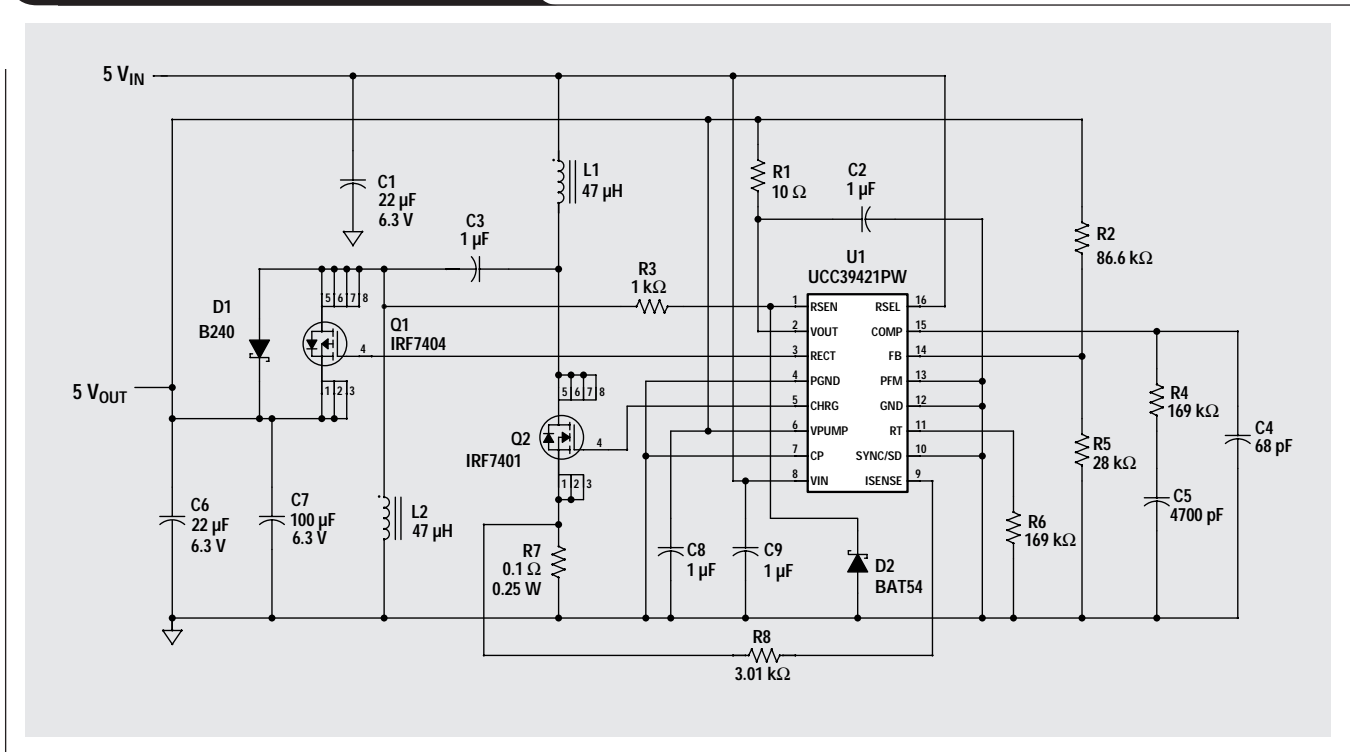 5 V_IN
C1
22 µF
6.3 V
L1
47 µH
R1
10 Ω
C2
1 µF
C3
1 µF
R2
86.6 kΩ
U1
UCC39421PW
R3
1 kΩ
D1
B240
5 6 7 8
Q1
IRF7404
4
1 2 3
5 V_OUT
1 RSEN RSEL 16
2 VOUT COMP 15
3 RECT FB 14
4 PGND PFM 13
5 CHRG GND 12
6 VPUMP RT 11
7 CP SYNC/SD 10
8 VIN ISENSE 9
5 6 7 8
Q2
IRF7401
4
1 2 3
R4
169 kΩ
C4
68 pF
R5
28 kΩ
C5
4700 pF
C6
22 µF
6.3 V
C7
100 µF
6.3 V
L2
47 µH
R7
0.1 Ω
0.25 W
C8
1 µF
C9
1 µF
D2
BAT54
R6
169 kΩ
R8
3.01 kΩ